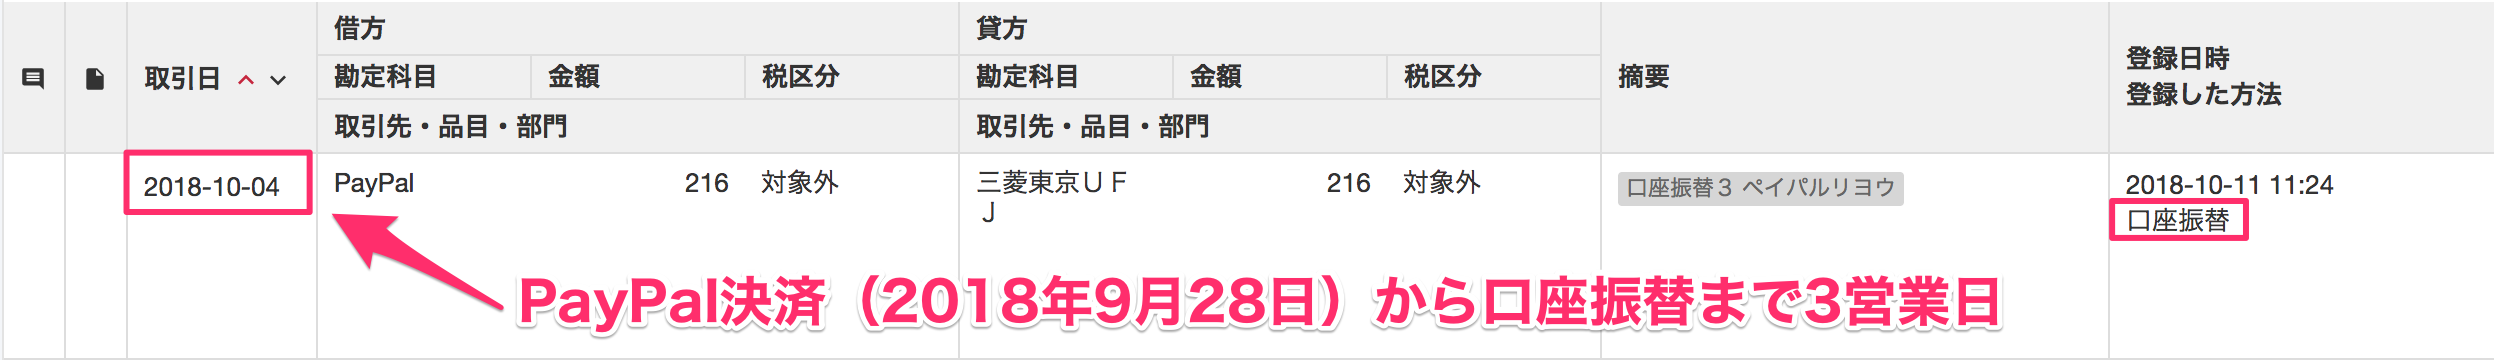 借方
貸方
取引日
勘定科目 金額 税区分
勘定科目 金額 税区分
摘要
登録日時
登録した方法
取引先・品目・部門
取引先・品目・部門
2018-10-04
PayPal 216 対象外
三菱東京UF
J
216 対象外
口座振替3 ペイパルリヨウ
2018-10-11 11:24
口座振替
PayPal決済（2018年9月28日）から口座振替まで3営業日